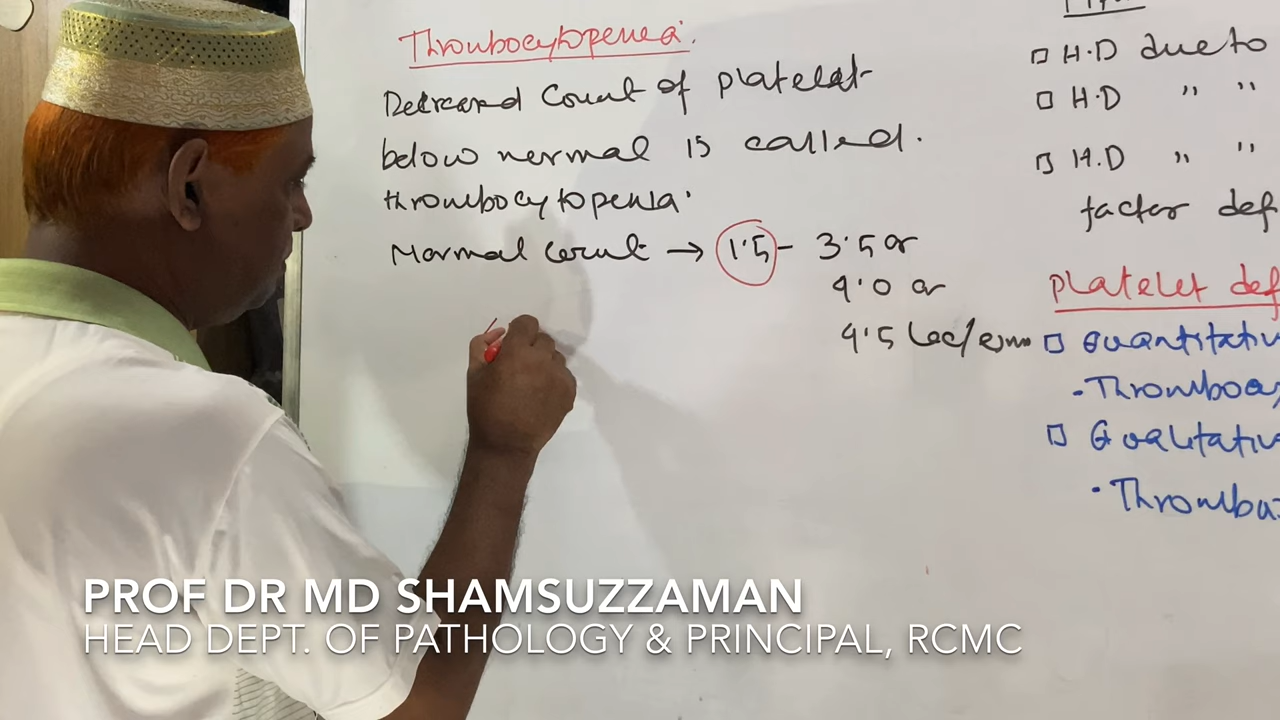 Thrombocytopenia.
Decreased Count of Platelet
below normal is called.
thrombocytopenia.
Normal count → 1.5 - 3.5 or
4.0 or
4.5 Lac/cumm
□ H.D due to
□ H.D " "
□ H.D " "
factor def
Platelet def
□ Quantitativ
• Thromboc
□ Qualitativ
• Thromba
PROF DR MD SHAMSUZZAMAN
HEAD DEPT. OF PATHOLOGY & PRINCIPAL, RCMC